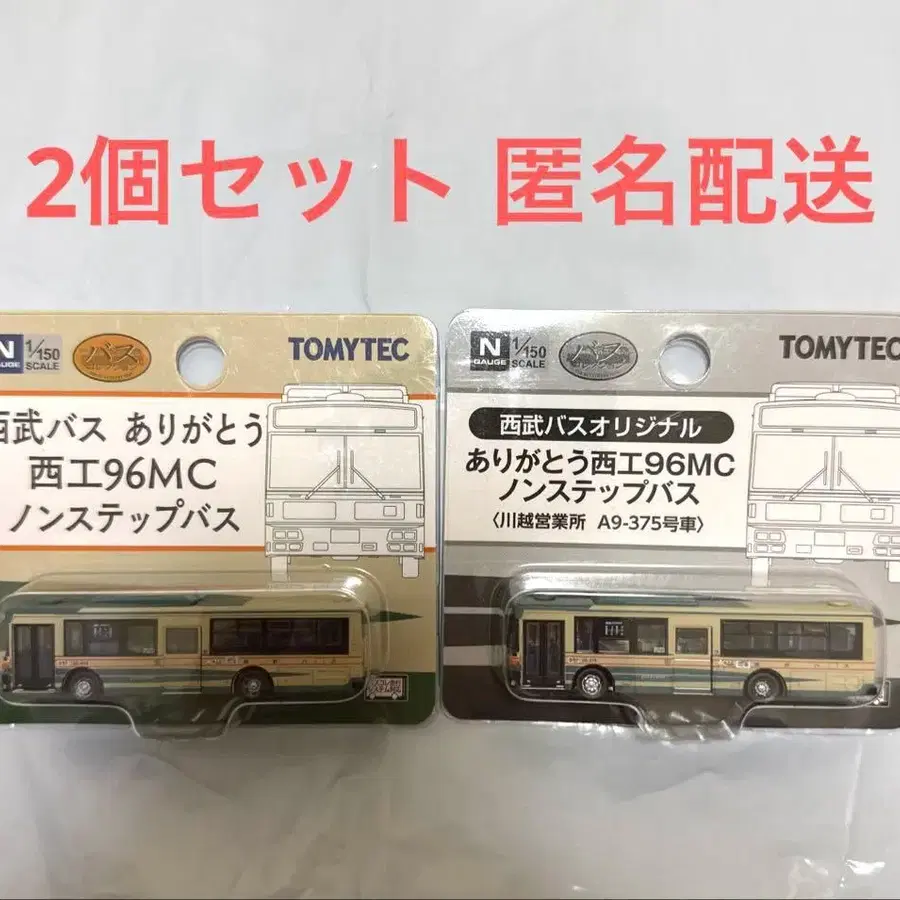 2個セット 匿名配送
N
GAUGE
1/150
SCALE
バス
TOMYTEC
西武バス ありがとう
西工96MC
ノンステップバス
N
GAUGE
1/150
SCALE
バス
TOMYTEC
西武バスオリジナル
ありがとう西工96MC
ノンステップバス
〈川越営業所 A9-375号車〉